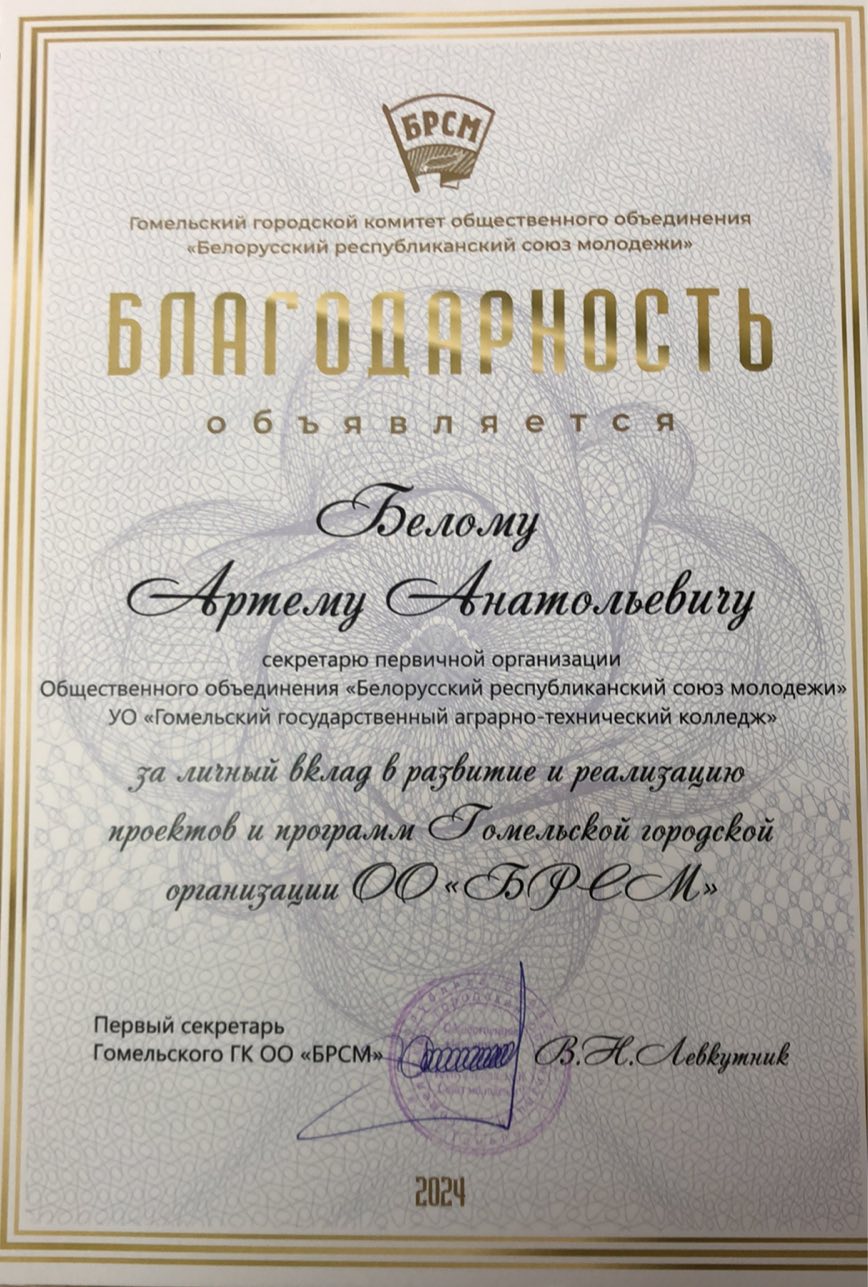 БРСМ
Гомельский городской комитет общественного объединения
«Белорусский республиканский союз молодежи»
БЛАГОДАРНОСТЬ
объявляется
Белому
Артему Анатольевичу
секретарю первичной организации
Общественного объединения «Белорусский республиканский союз молодежи»
УО «Гомельский государственный аграрно-технический колледж»
за личный вклад в развитие и реализацию
проектов и программ Гомельской городской
организации ОО «БРСМ»
Первый секретарь
Гомельского ГК ОО «БРСМ»
В.Н.Левкутник
2024